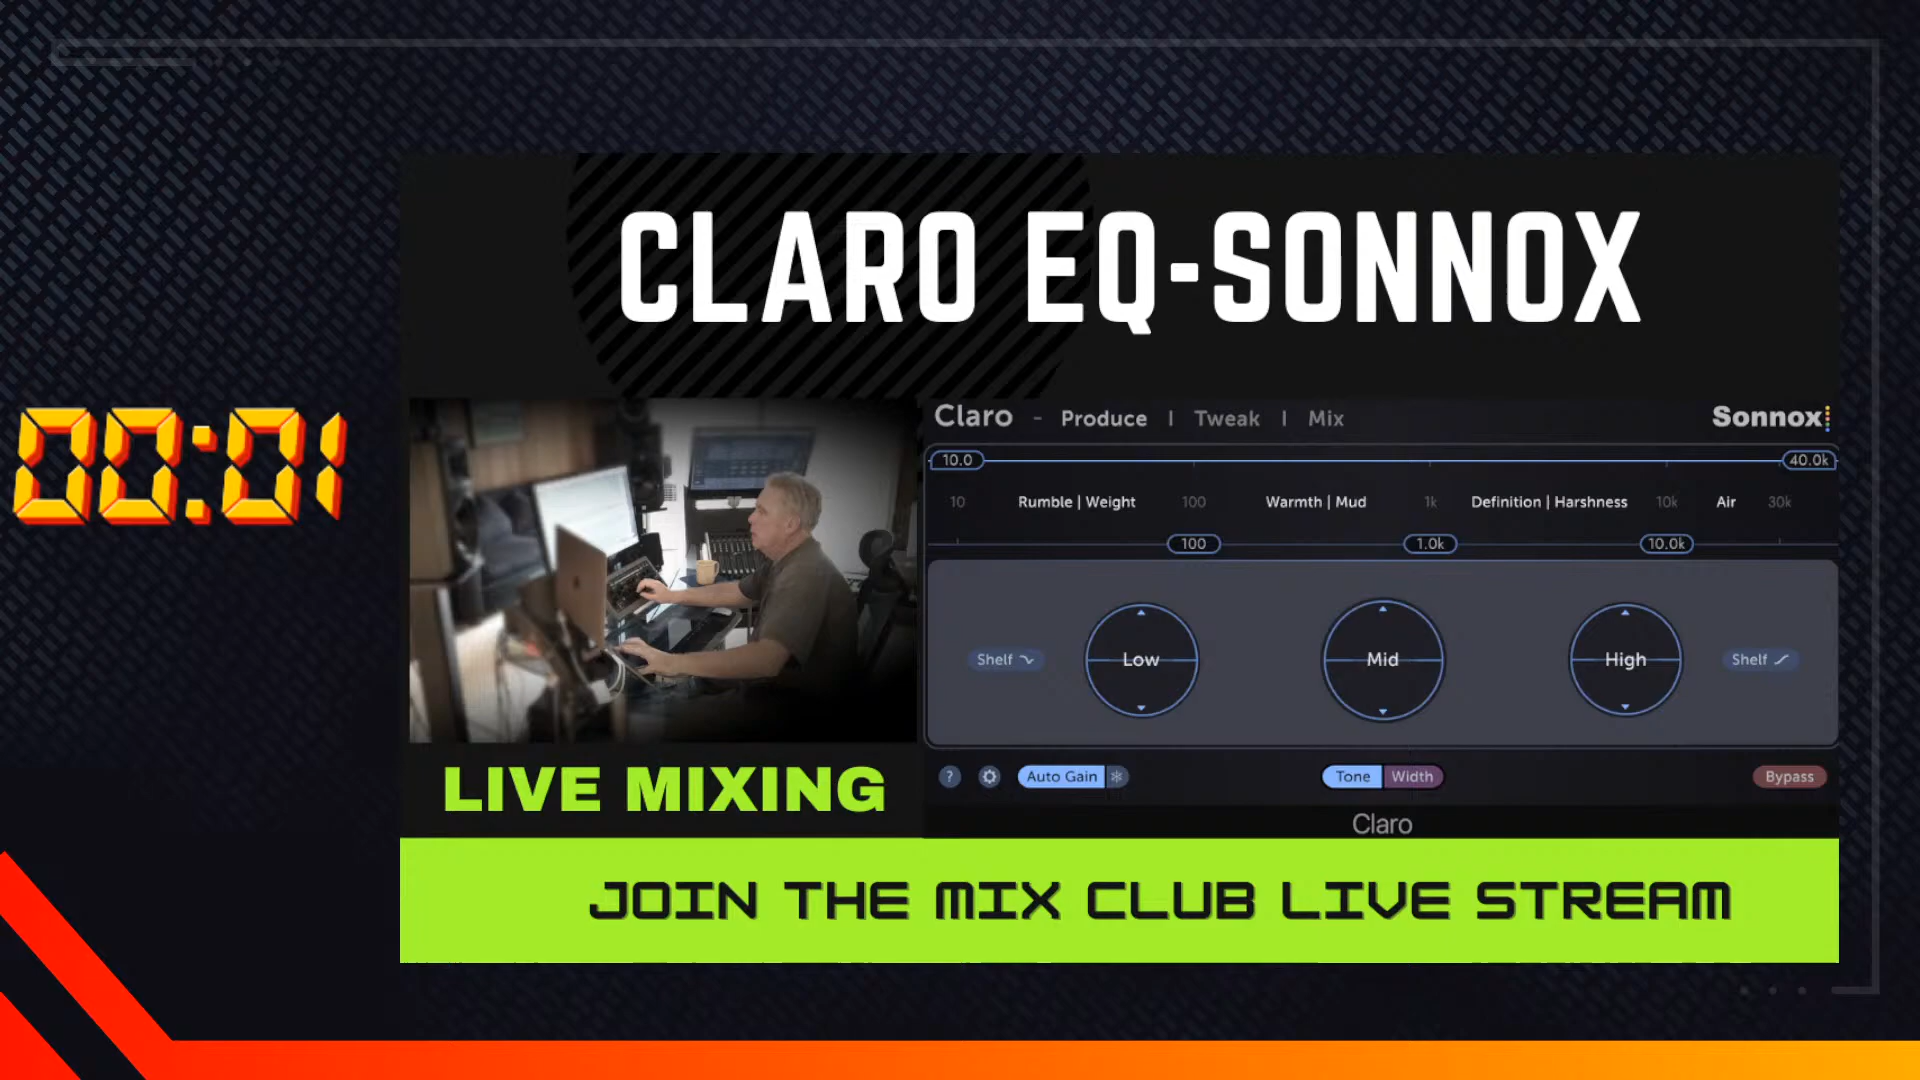 CLARO EQ-SONNOX
00:01
Claro - Produce | Tweak | Mix
Sonnox
10.0 40.0k
10 Rumble | Weight 100 Warmth | Mud 1k Definition | Harshness 10k Air 30k
100 1.0k 10.0k
Shelf Low Mid High Shelf
? Auto Gain Tone Width Bypass
Claro
LIVE MIXING
JOIN THE MIX CLUB LIVE STREAM